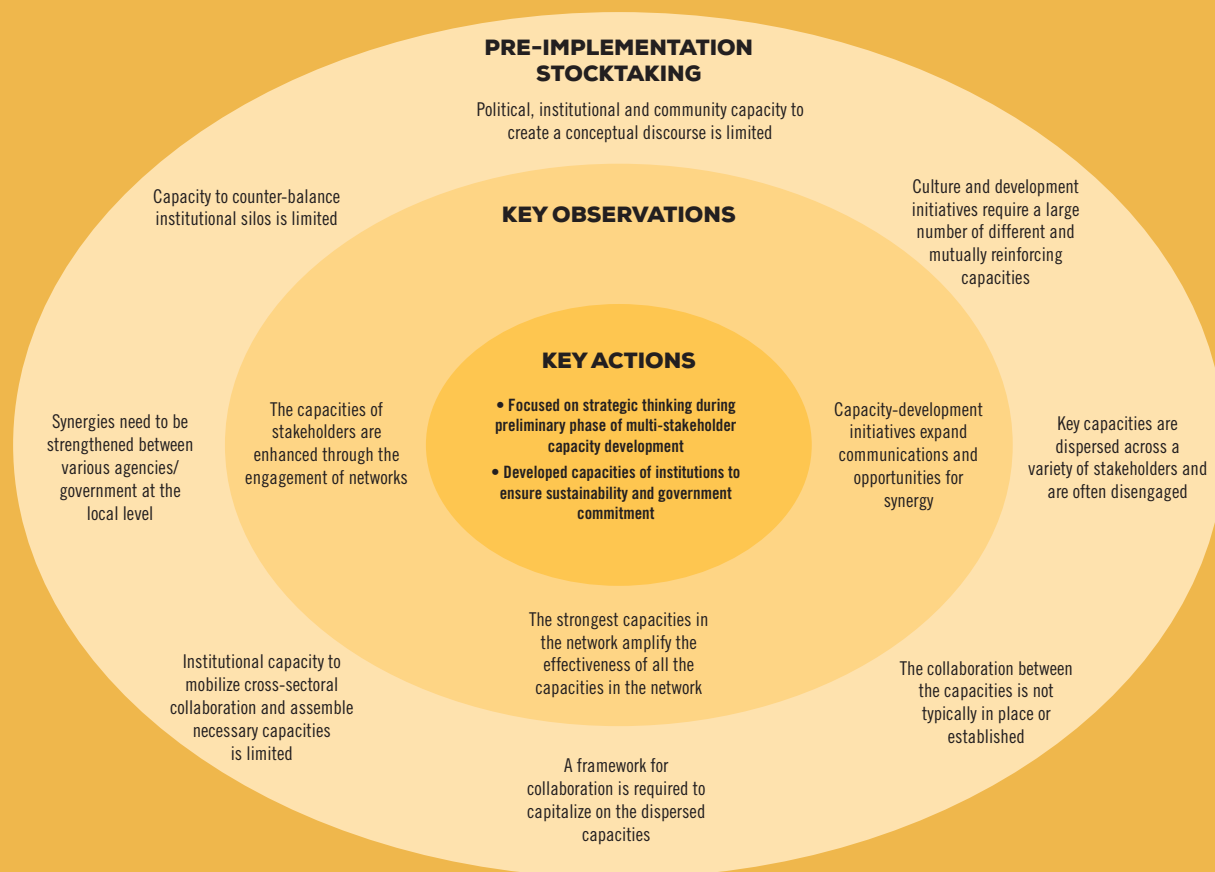 PRE-IMPLEMENTATION
STOCKTAKING
Political, institutional and community capacity to
create a conceptual discourse is limited
Capacity to counter-balance
institutional silos is limited
Culture and development
initiatives require a large
number of different and
mutually reinforcing
capacities
KEY OBSERVATIONS
KEY ACTIONS
• Focused on strategic thinking during
preliminary phase of multi-stakeholder
capacity development
• Developed capacities of institutions to
ensure sustainability and government
commitment
Synergies need to be
strengthened between
various agencies/
government at the
local level
The capacities of
stakeholders are
enhanced through the
engagement of networks
Capacity-development
initiatives expand
communications and
opportunities for
synergy
Key capacities are
dispersed across a
variety of stakeholders and
are often disengaged
The strongest capacities in
the network amplify the
effectiveness of all the
capacities in the network
Institutional capacity to
mobilize cross-sectoral
collaboration and assemble
necessary capacities
is limited
The collaboration between
the capacities is not
typically in place or
established
A framework for
collaboration is required to
capitalize on the dispersed
capacities